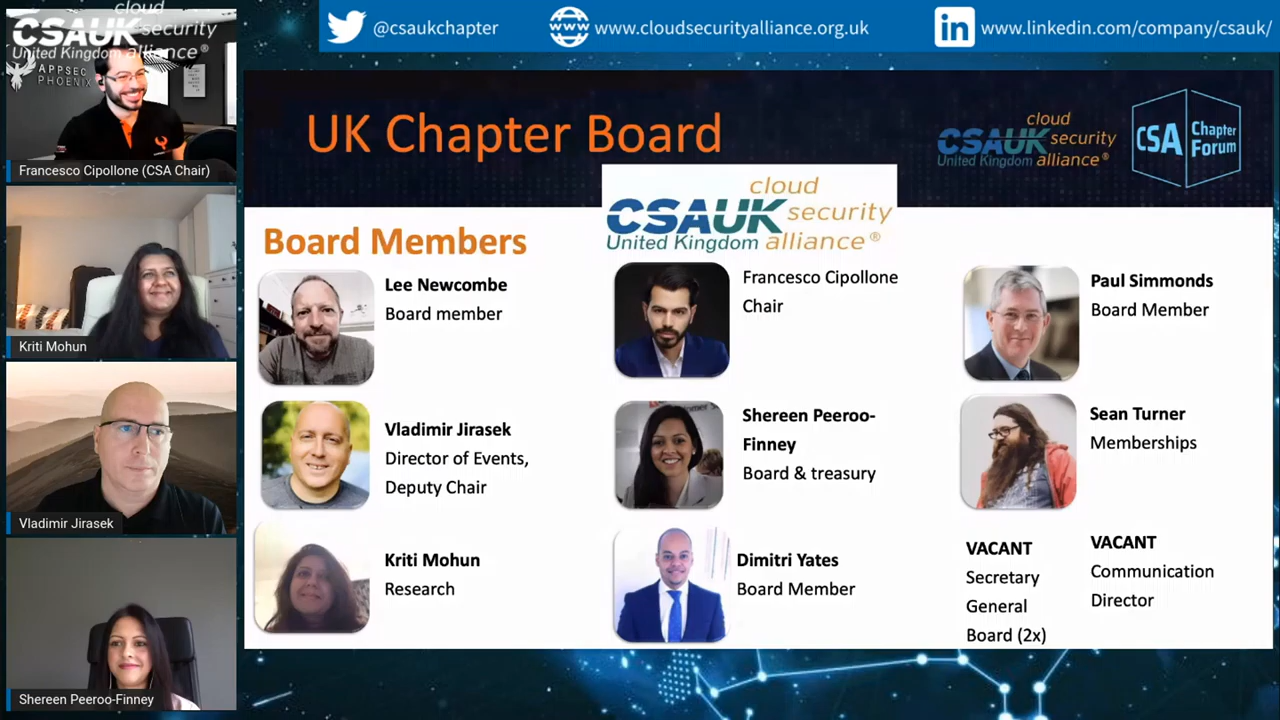 @csaukchapter
www.cloudsecurityalliance.org.uk
in
www.linkedin.com/company/csauk/
cloud
CSAUK security
United Kingdom alliance®
APPSEC
PHOENIX
Francesco Cipollone (CSA Chair)
Kriti Mohun
Vladimir Jirasek
Shereen Peeroo-Finney
UK Chapter Board
cloud
CSAUK security
United Kingdom alliance®
CSA Chapter
Forum
cloud
CSAUK security
United Kingdom alliance®
Board Members
Lee Newcombe
Board member
Francesco Cipollone
Chair
Paul Simmonds
Board Member
Vladimir Jirasek
Director of Events,
Deputy Chair
Shereen Peeroo-
Finney
Board & treasury
Sean Turner
Memberships
Kriti Mohun
Research
Dimitri Yates
Board Member
VACANT
Secretary
General
Board (2x)
VACANT
Communication
Director